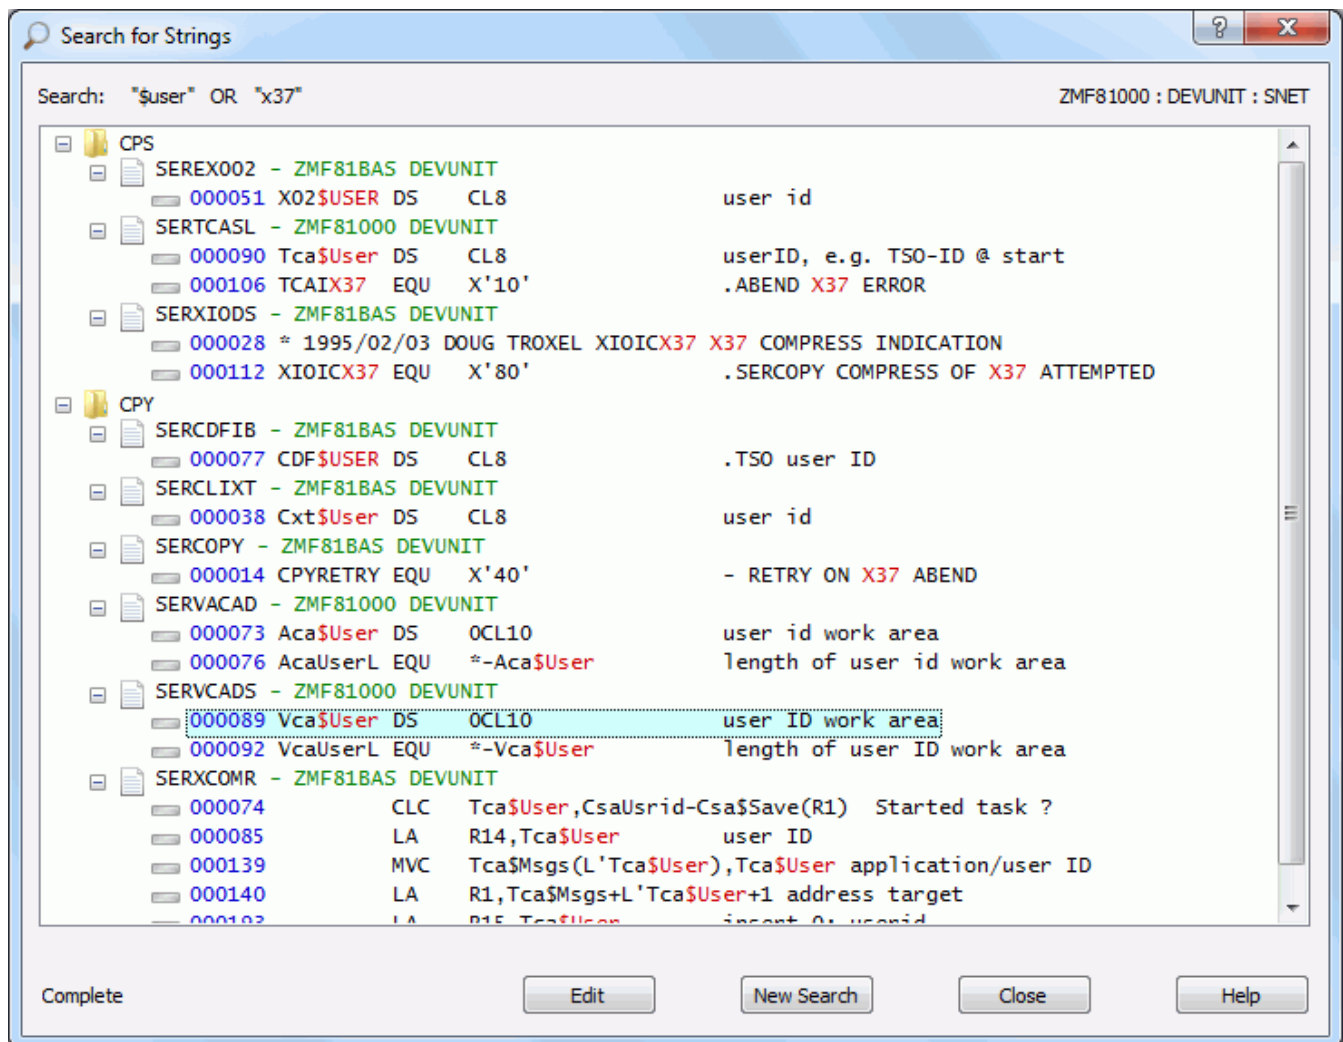 Search for Strings
Search: "$user" OR "x37" ZMF81000 : DEVUNIT : SNET
CPS
SEREX002 - ZMF81BAS DEVUNIT
000051 X02$USER DS CL8 user id
SERTCASL - ZMF81000 DEVUNIT
000090 Tca$User DS CL8 userID, e.g. TSO-ID @ start
000106 TCAIX37 EQU X'10' .ABEND X37 ERROR
SERXIODS - ZMF81BAS DEVUNIT
000028 * 1995/02/03 DOUG TROXEL XIOICX37 X37 COMPRESS INDICATION
000112 XIOICX37 EQU X'80' .SERCOPY COMPRESS OF X37 ATTEMPTED
CPY
SERCDFIB - ZMF81BAS DEVUNIT
000077 CDF$USER DS CL8 .TSO user ID
SERCLIXT - ZMF81BAS DEVUNIT
000038 Cxt$User DS CL8 user id
SERCOPY - ZMF81BAS DEVUNIT
000014 CPYRETRY EQU X'40' - RETRY ON X37 ABEND
SERVACAD - ZMF81000 DEVUNIT
000073 Aca$User DS 0CL10 user id work area
000076 AcaUserL EQU *-Aca$User length of user id work area
SERVCADS - ZMF81000 DEVUNIT
000089 Vca$User DS 0CL10 user ID work area
000092 VcaUserL EQU *-Vca$User length of user ID work area
SERXCOMR - ZMF81BAS DEVUNIT
000074 CLC Tca$User,CsaUsrid-Csa$Save(R1) Started task ?
000085 LA R14,Tca$User user ID
000139 MVC Tca$Msgs(L'Tca$User),Tca$User application/user ID
000140 LA R1,Tca$Msgs+L'Tca$User+1 address target
000193 LA R15,Tca$User insert
Complete Edit New Search Close Help